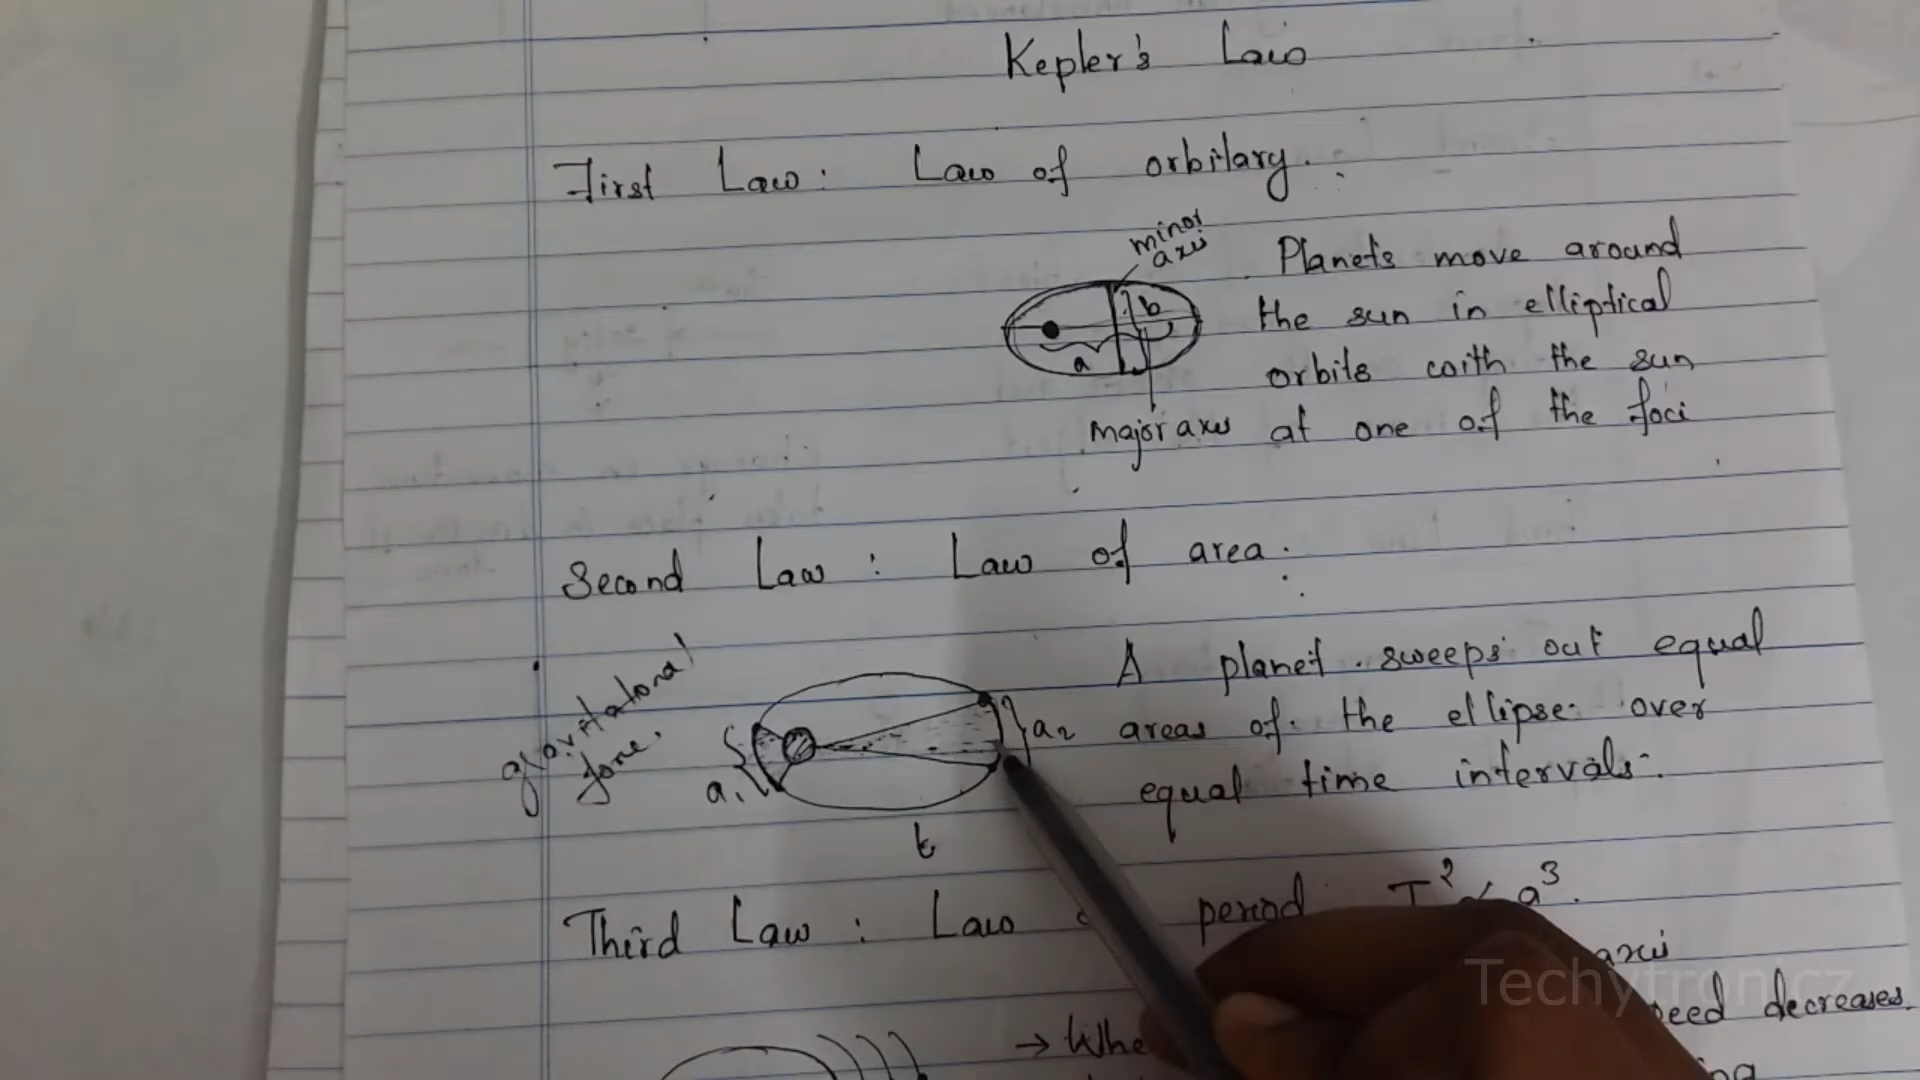 Kepler's Law
First Law : Law of orbitary.
minor
axis
Planets move around
b
the sun in elliptical
a
orbits with the sun
Major axis at one of the foci
Second Law : Law of area.
gravitational
force.
A planet sweeps out equal
a₂ areas of the ellipse over
a₁
equal time intervals.
t
Third Law : Law period T² a³.
axis
Techytronicz
decreases.
→